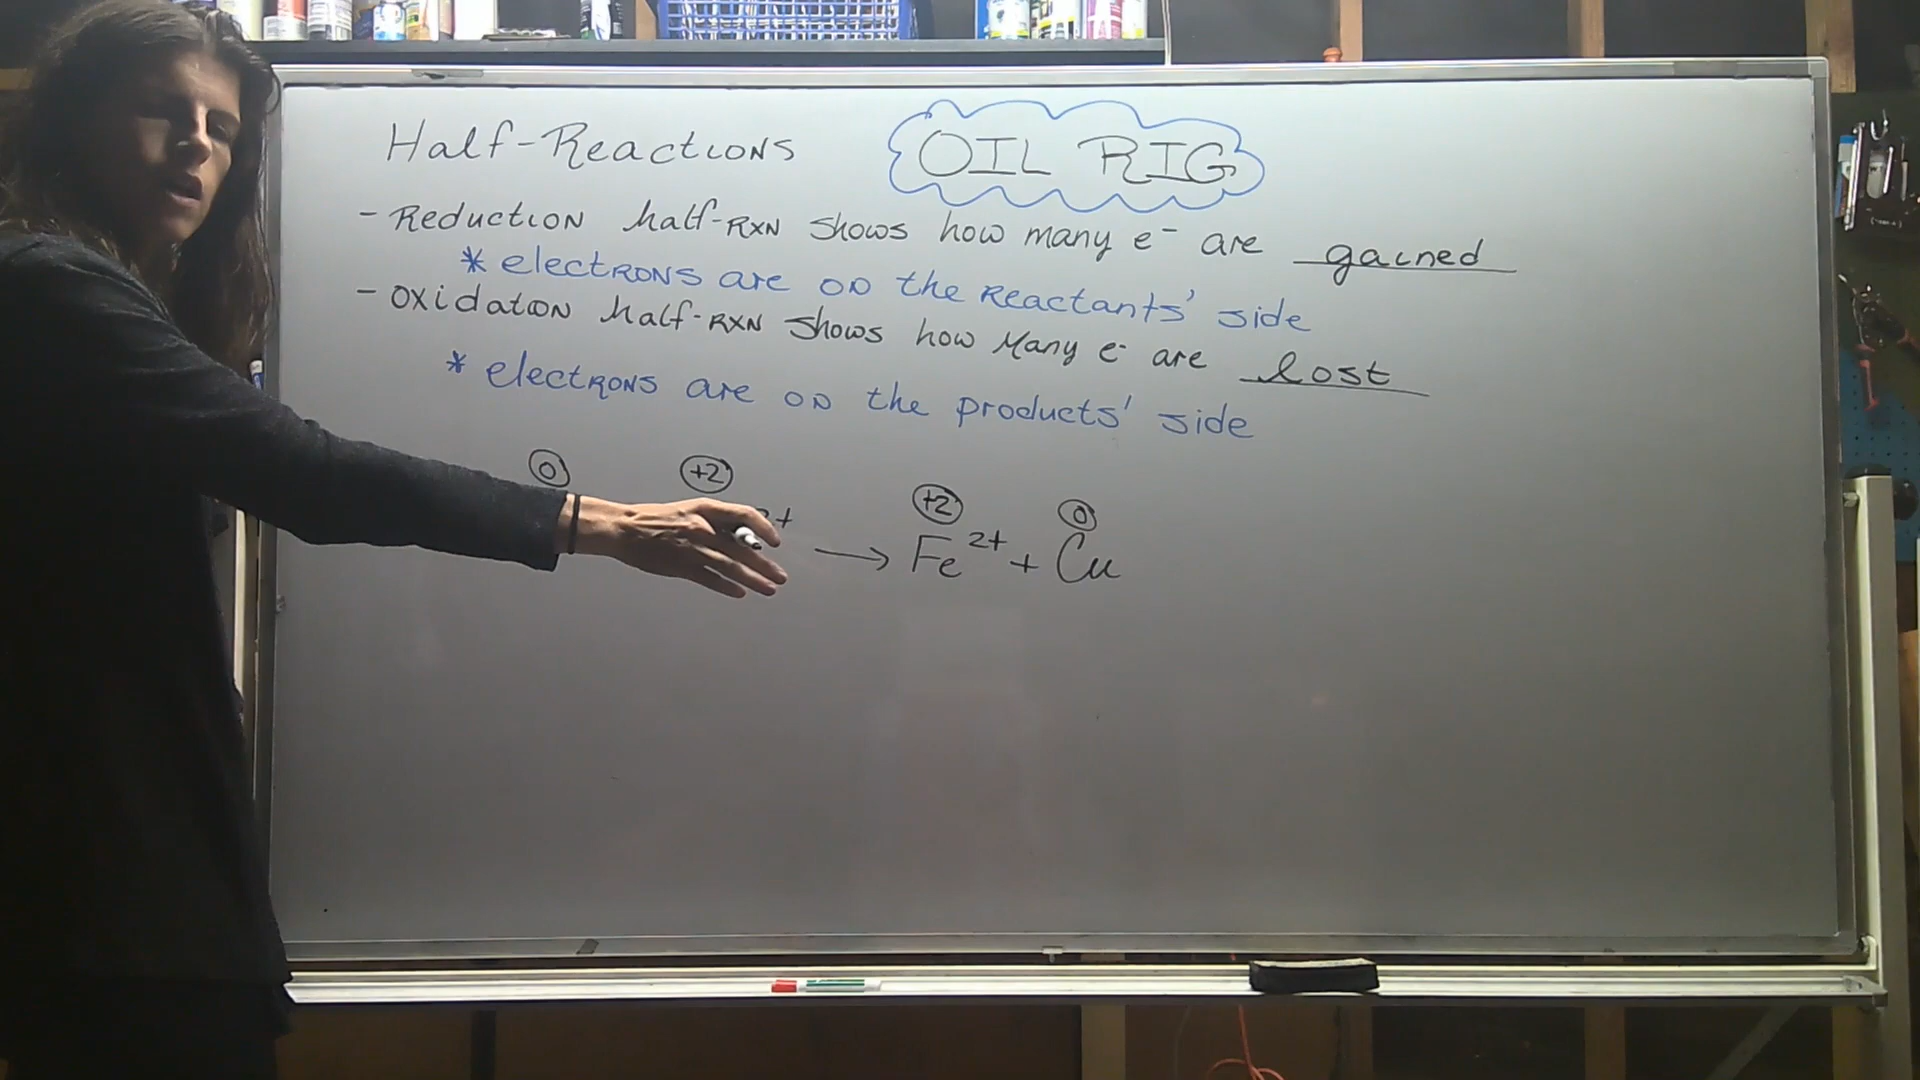 Half-Reactions OIL RIG
- Reduction half-RXN shows how many e⁻ are gained
* electrons are on the Reactants' side
- Oxidation half-RXN shows how many e⁻ are lost
* electrons are on the products' side
0 +2 +2 0
2+ → Fe²⁺ + Cu